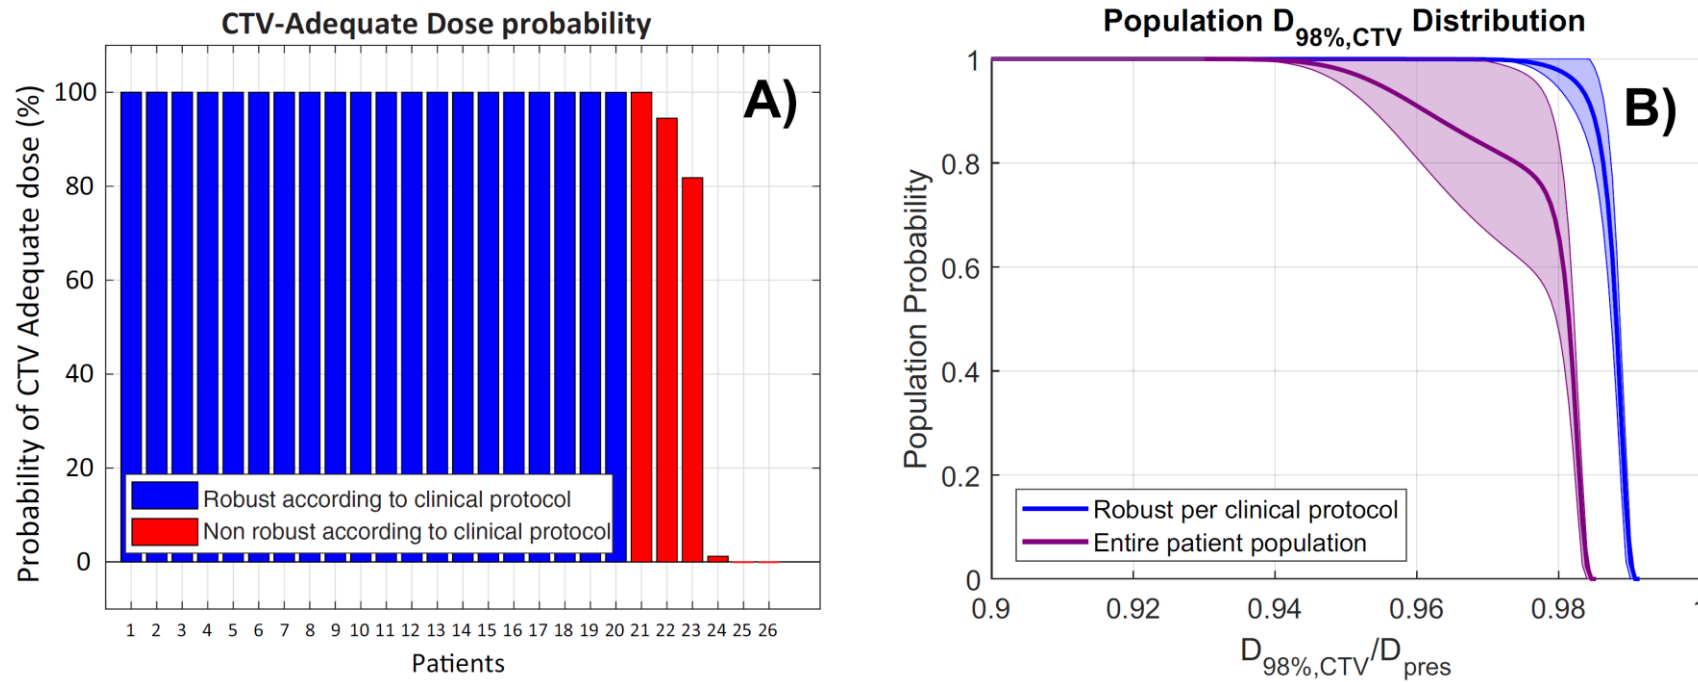 CTV-Adequate Dose probability
A)
Probability of CTV Adequate dose (%)
100
80
60
40
20
0
Robust according to clinical protocol
Non robust according to clinical protocol
1 2 3 4 5 6 7 8 9 10 11 12 13 14 15 16 17 18 19 20 21 22 23 24 25 26
Patients
Population D98%,CTV Distribution
B)
Population Probability
1
0.8
0.6
0.4
0.2
0
Robust per clinical protocol
Entire patient population
0.9 0.92 0.94 0.96 0.98 1
D98%,CTV/Dpres